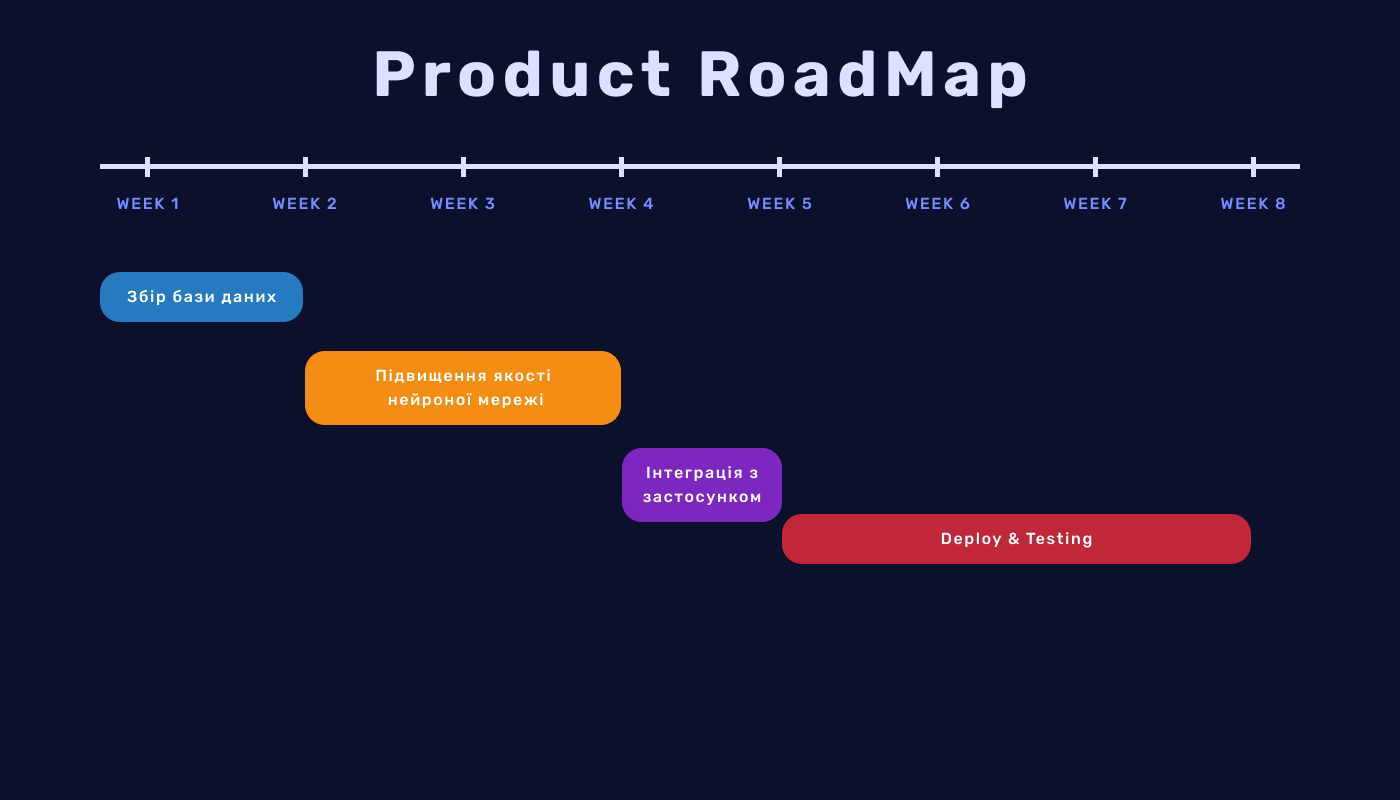 Product RoadMap
WEEK 1 WEEK 2 WEEK 3 WEEK 4 WEEK 5 WEEK 6 WEEK 7 WEEK 8
Збір бази даних
Підвищення якості
нейроної мережі
Інтеграція з
застосунком
Deploy & Testing